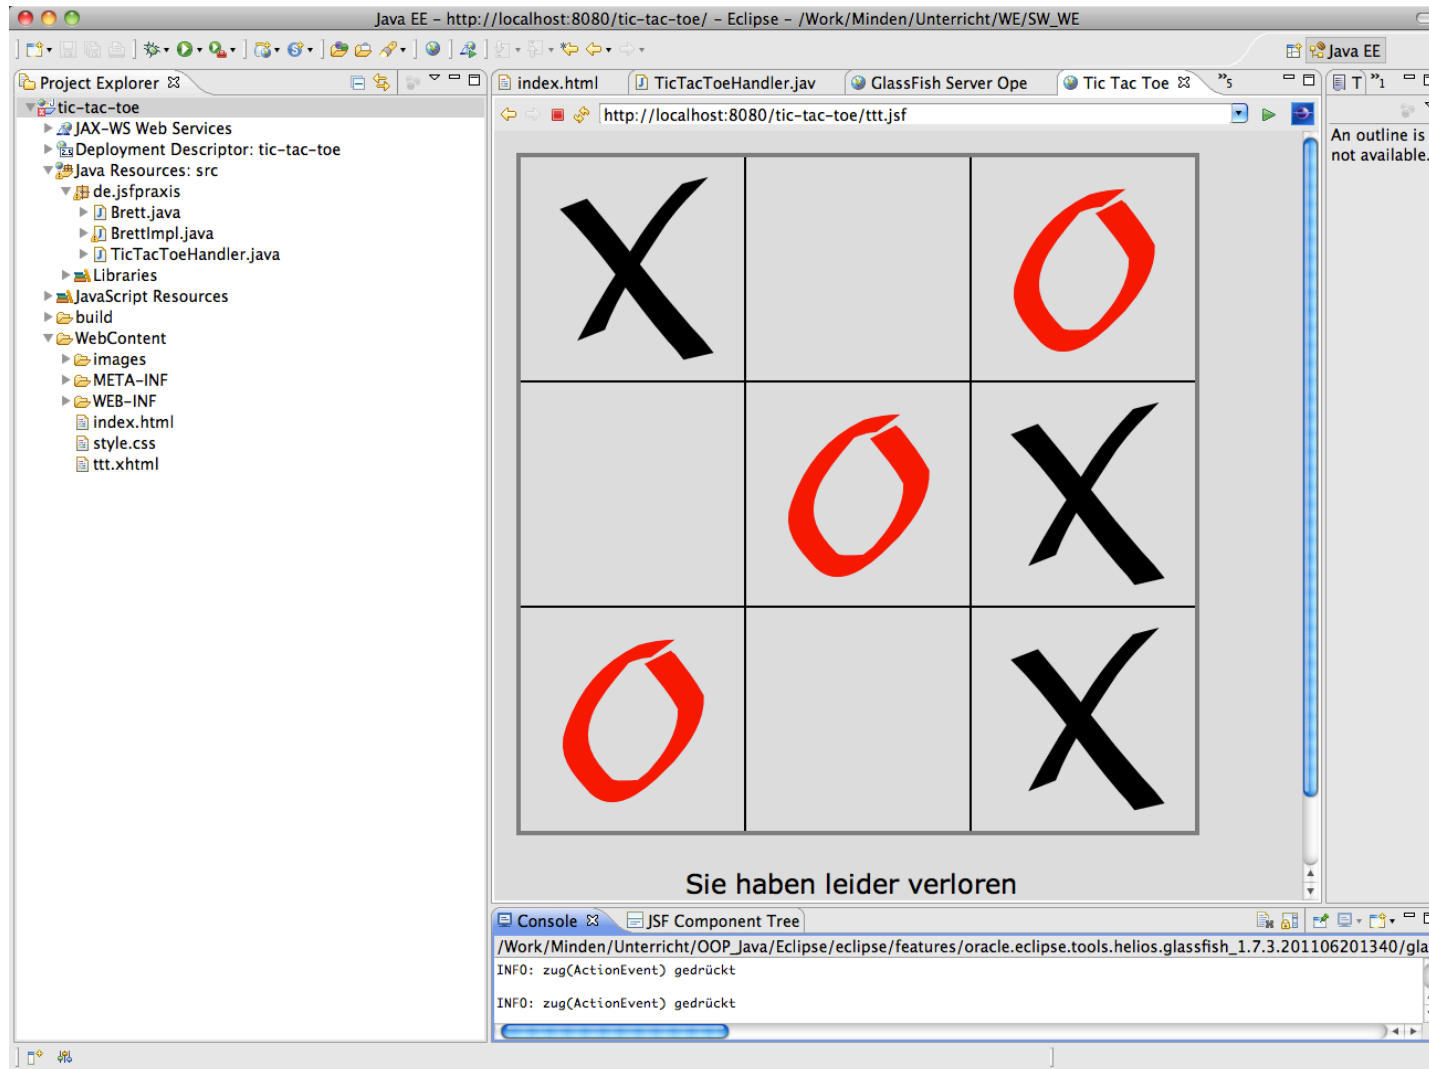 Java EE - http://localhost:8080/tic-tac-toe/ - Eclipse - /Work/Minden/Unterricht/WE/SW_WE
Java EE
Project Explorer
tic-tac-toe
JAX-WS Web Services
Deployment Descriptor: tic-tac-toe
Java Resources: src
de.jsfpraxis
Brett.java
BrettImpl.java
TicTacToeHandler.java
Libraries
JavaScript Resources
build
WebContent
images
META-INF
WEB-INF
index.html
style.css
ttt.xhtml
index.html TicTacToeHandler.jav GlassFish Server Ope Tic Tac Toe »5
http://localhost:8080/tic-tac-toe/ttt.jsf
X O
O X
O X
Sie haben leider verloren
T »1
An outline is
not available.
Console JSF Component Tree
/Work/Minden/Unterricht/OOP_Java/Eclipse/eclipse/features/oracle.eclipse.tools.helios.glassfish_1.7.3.201106201340/gla
INFO: zug(ActionEvent) gedrückt
INFO: zug(ActionEvent) gedrückt